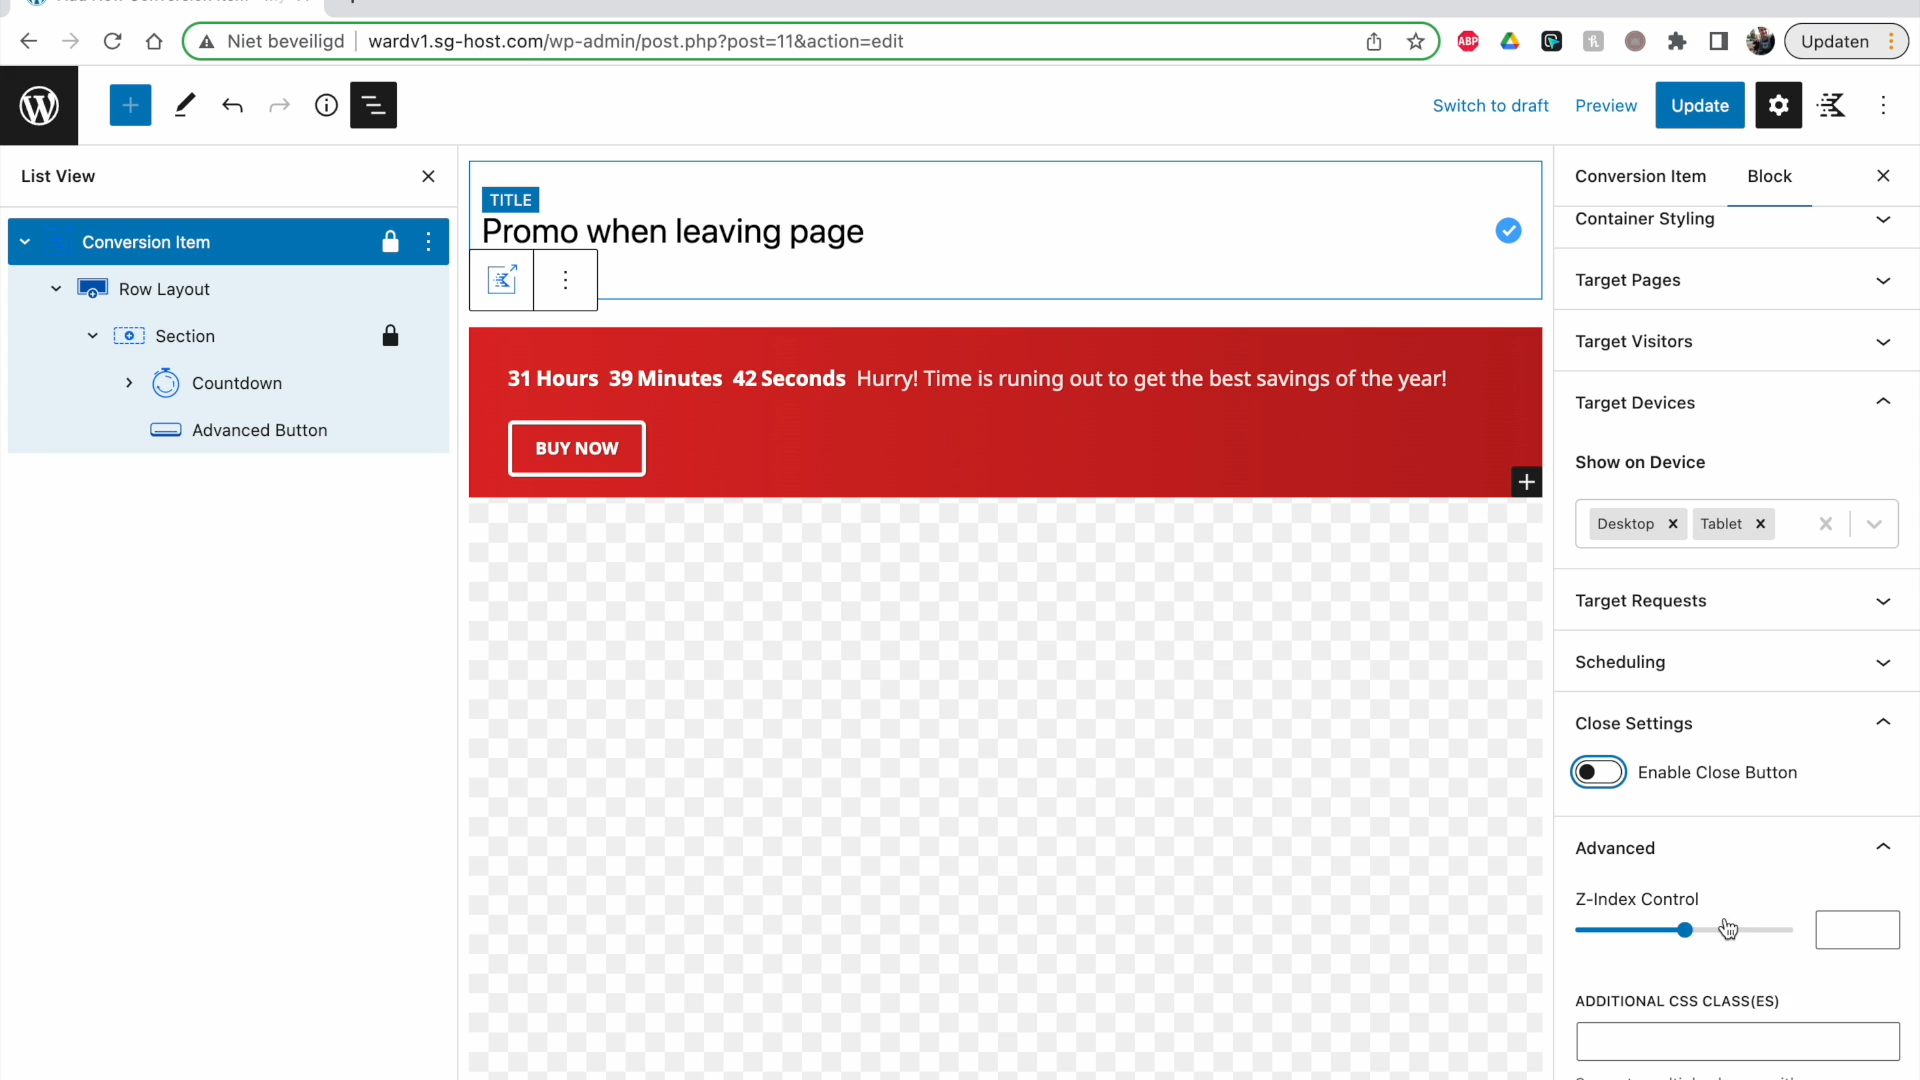 Niet beveiligd
wardv1.sg-host.com/wp-admin/post.php?post=11&action=edit
ABP
Updaten
Switch to draft
Preview
Update
List View
Conversion Item
Row Layout
Section
Countdown
Advanced Button
TITLE
Promo when leaving page
31 Hours 39 Minutes 42 Seconds Hurry! Time is runing out to get the best savings of the year!
BUY NOW
Conversion Item
Block
Container Styling
Target Pages
Target Visitors
Target Devices
Show on Device
Desktop
Tablet
Target Requests
Scheduling
Close Settings
Enable Close Button
Advanced
Z-Index Control
ADDITIONAL CSS CLASS(ES)